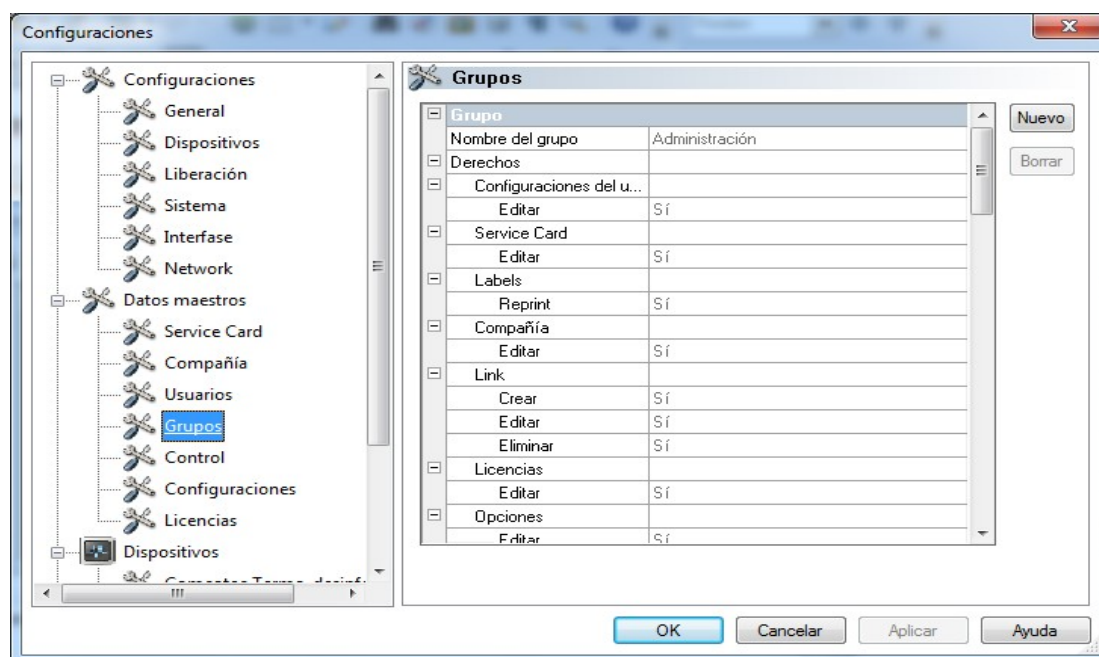 Configuraciones
Configuraciones
General
Dispositivos
Liberación
Sistema
Interfase
Network
Datos maestros
Service Card
Compañía
Usuarios
Grupos
Control
Configuraciones
Licencias
Dispositivos
Grupos
Grupo
Nombre del grupo Administración
Derechos
Configuraciones del u...
Editar Sí
Service Card
Editar Sí
Labels
Reprint Sí
Compañía
Editar Sí
Link
Crear Sí
Editar Sí
Eliminar Sí
Licencias
Editar Sí
Opciones
Editar Sí
Nuevo
Borrar
OK Cancelar Aplicar Ayuda